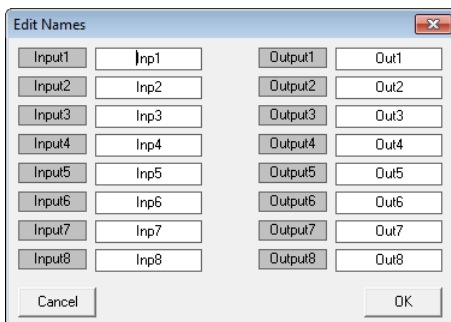 Edit Names
Input1 Inp1 Output1 Out1
Input2 Inp2 Output2 Out2
Input3 Inp3 Output3 Out3
Input4 Inp4 Output4 Out4
Input5 Inp5 Output5 Out5
Input6 Inp6 Output6 Out6
Input7 Inp7 Output7 Out7
Input8 Inp8 Output8 Out8
Cancel OK